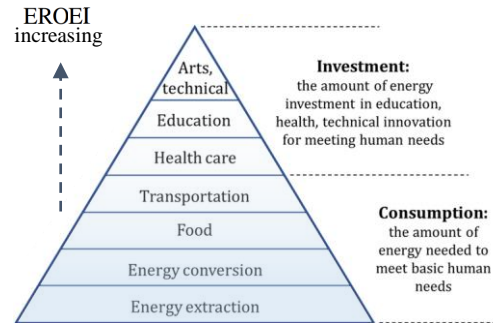 EROEI
increasing
Arts,
technical
Education
Health care
Transportation
Food
Energy conversion
Energy extraction
Investment:
the amount of energy
investment in education,
health, technical innovation
for meeting human needs
Consumption:
the amount of
energy needed to
meet basic human
needs